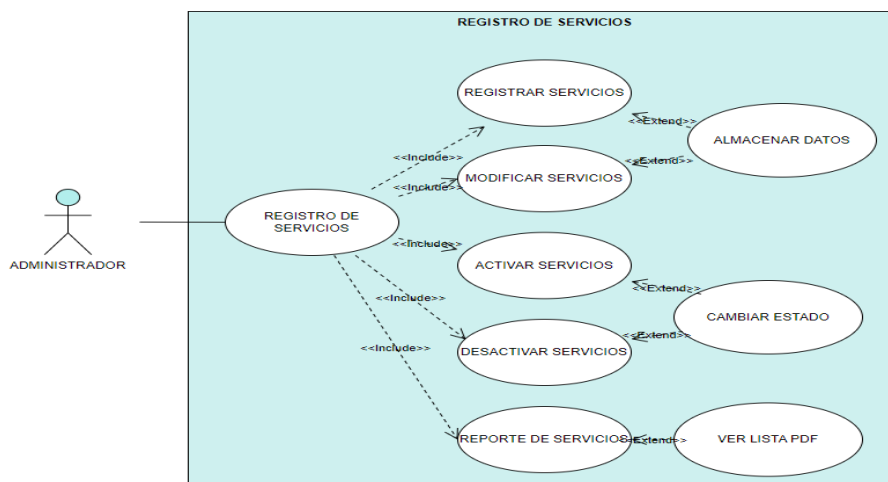 REGISTRO DE SERVICIOS
REGISTRAR SERVICIOS
<<Extend>>
ALMACENAR DATOS
<<Include>>
<<Extend>>
MODIFICAR SERVICIOS
<<Include>>
REGISTRO DE
SERVICIOS
ADMINISTRADOR
<<Include>>
ACTIVAR SERVICIOS
<<Extend>>
CAMBIAR ESTADO
<<Include>>
<<Extend>>
DESACTIVAR SERVICIOS
<<Include>>
REPORTE DE SERVICIOS
<<Extend>>
VER LISTA PDF